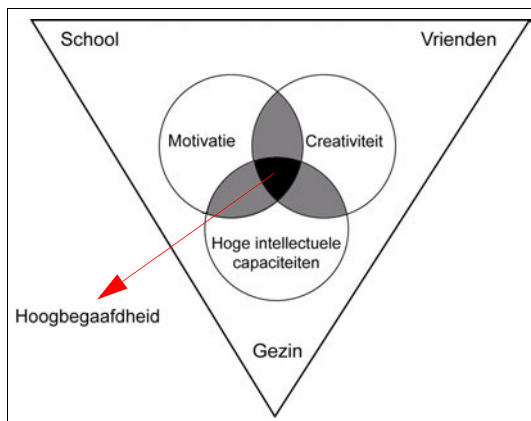 School
Vrienden
Motivatie
Creativiteit
Hoge intellectuele
capaciteiten
Hoogbegaafdheid
Gezin